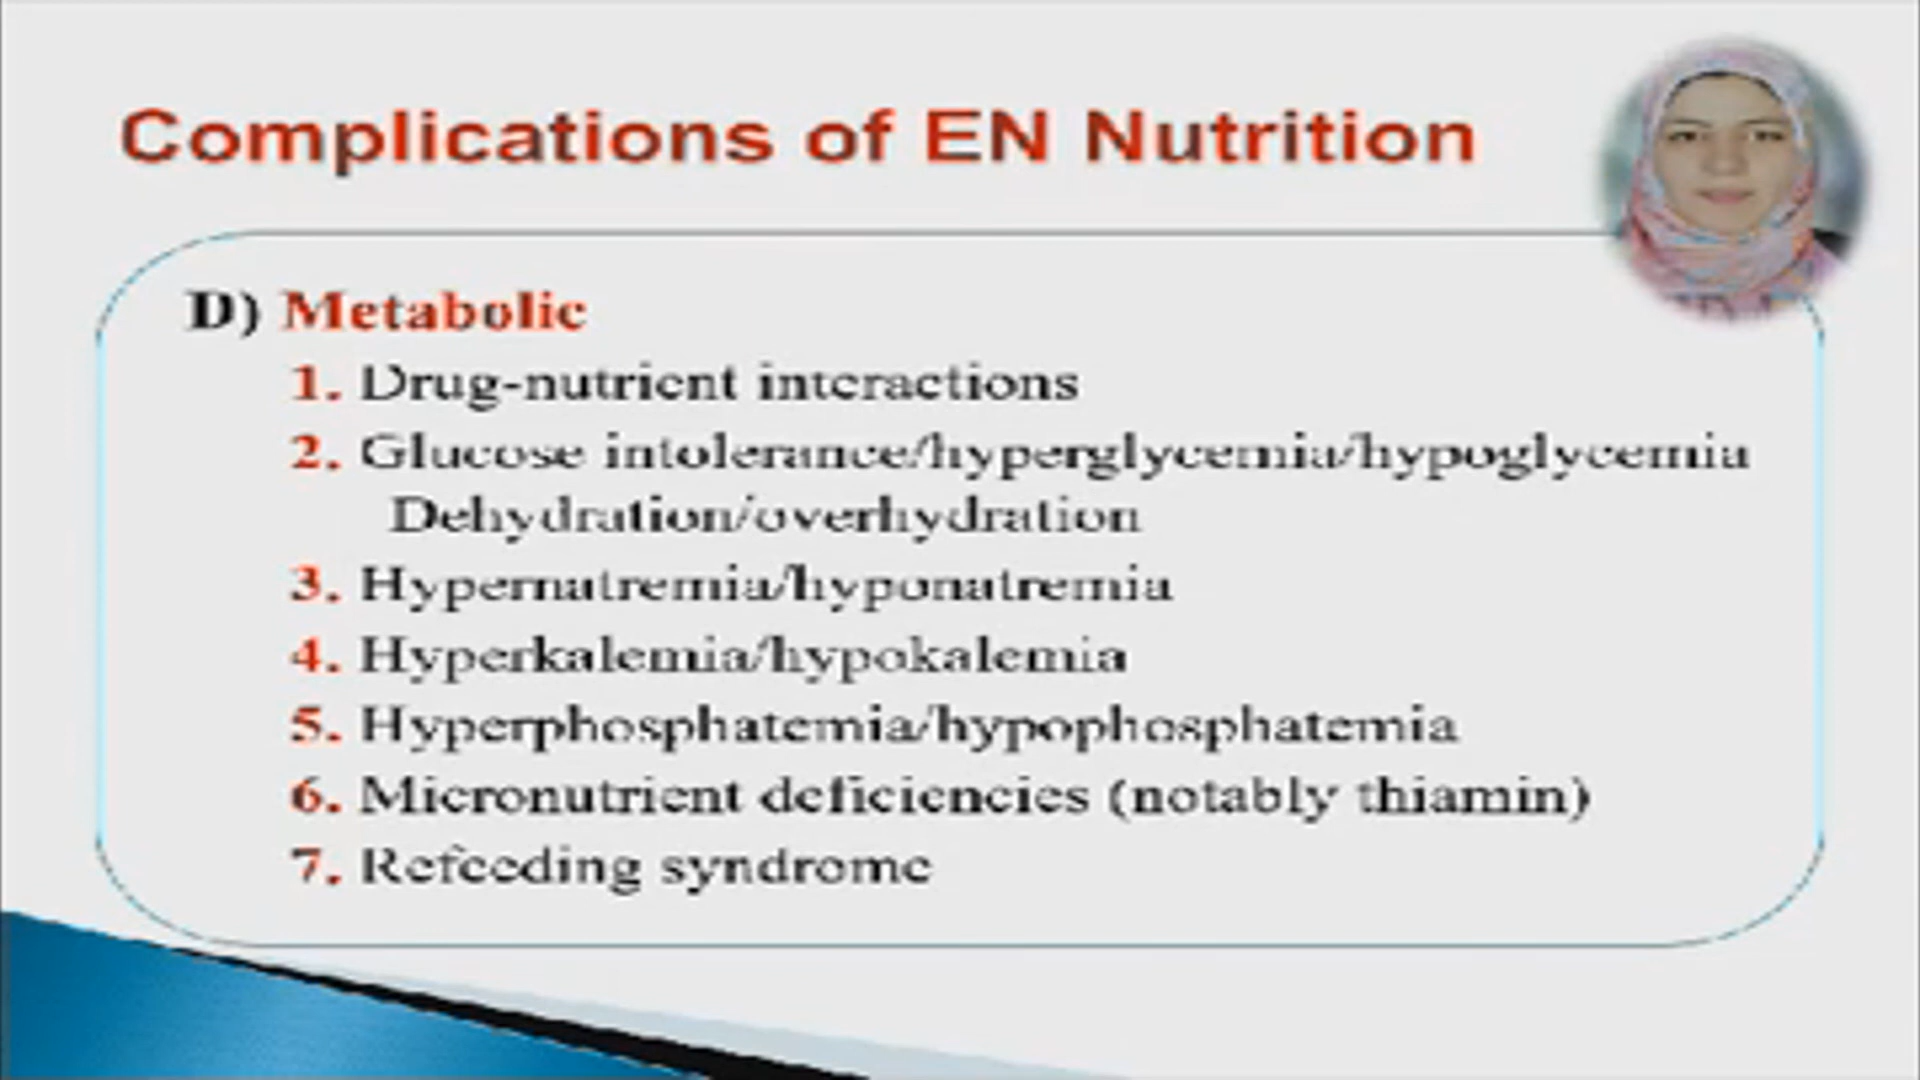 Complications of EN Nutrition
D) Metabolic
1. Drug-nutrient interactions
2. Glucose intolerance/hyperglycemia/hypoglycemia
Dehydration/overhydration
3. Hypernatremia/hyponatremia
4. Hyperkalemia/hypokalemia
5. Hyperphosphatemia/hypophosphatemia
6. Micronutrient deficiencies (notably thiamin)
7. Refeeding syndrome